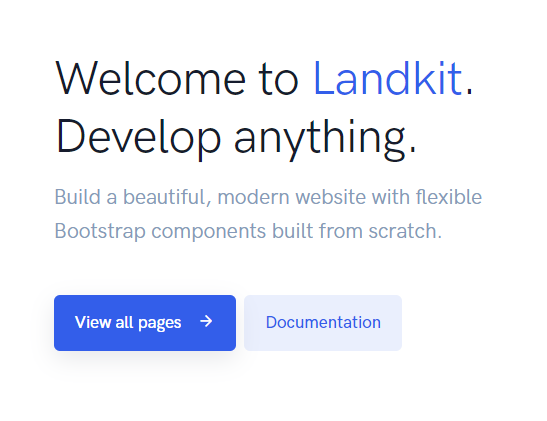 Welcome to Landkit.
Develop anything.
Build a beautiful, modern website with flexible
Bootstrap components built from scratch.
View all pages →
Documentation